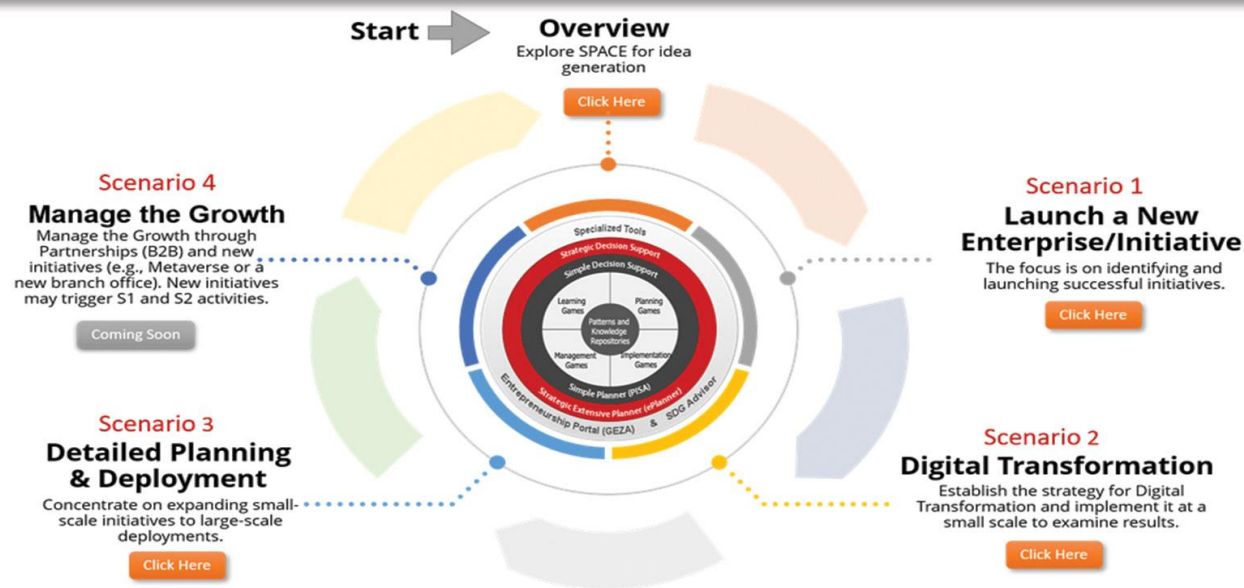 Start
Overview
Explore SPACE for idea
generation
Click Here
Scenario 1
Launch a New
Enterprise/Initiative
The focus is on identifying and
launching successful initiatives.
Click Here
Scenario 2
Digital Transformation
Establish the strategy for Digital
Transformation and implement it at a
small scale to examine results.
Click Here
Scenario 3
Detailed Planning
& Deployment
Concentrate on expanding small-
scale initiatives to large-scale
deployments.
Click Here
Scenario 4
Manage the Growth
Manage the Growth through
Partnerships (B2B) and new
initiatives (e.g., Metaverse or a
new branch office). New initiatives
may trigger S1 and S2 activities.
Coming Soon
Specialized Tools
Strategic Decision Support
Simple Decision Support
Learning
Games
Planning
Games
Patterns and
Knowledge
Repositories
Management
Games
Implementation
Games
Simple Planner (PISA)
Strategic Extensive Planner (ePlanner)
Entrepreneurship Portal (GEZA) & SDG Advisor